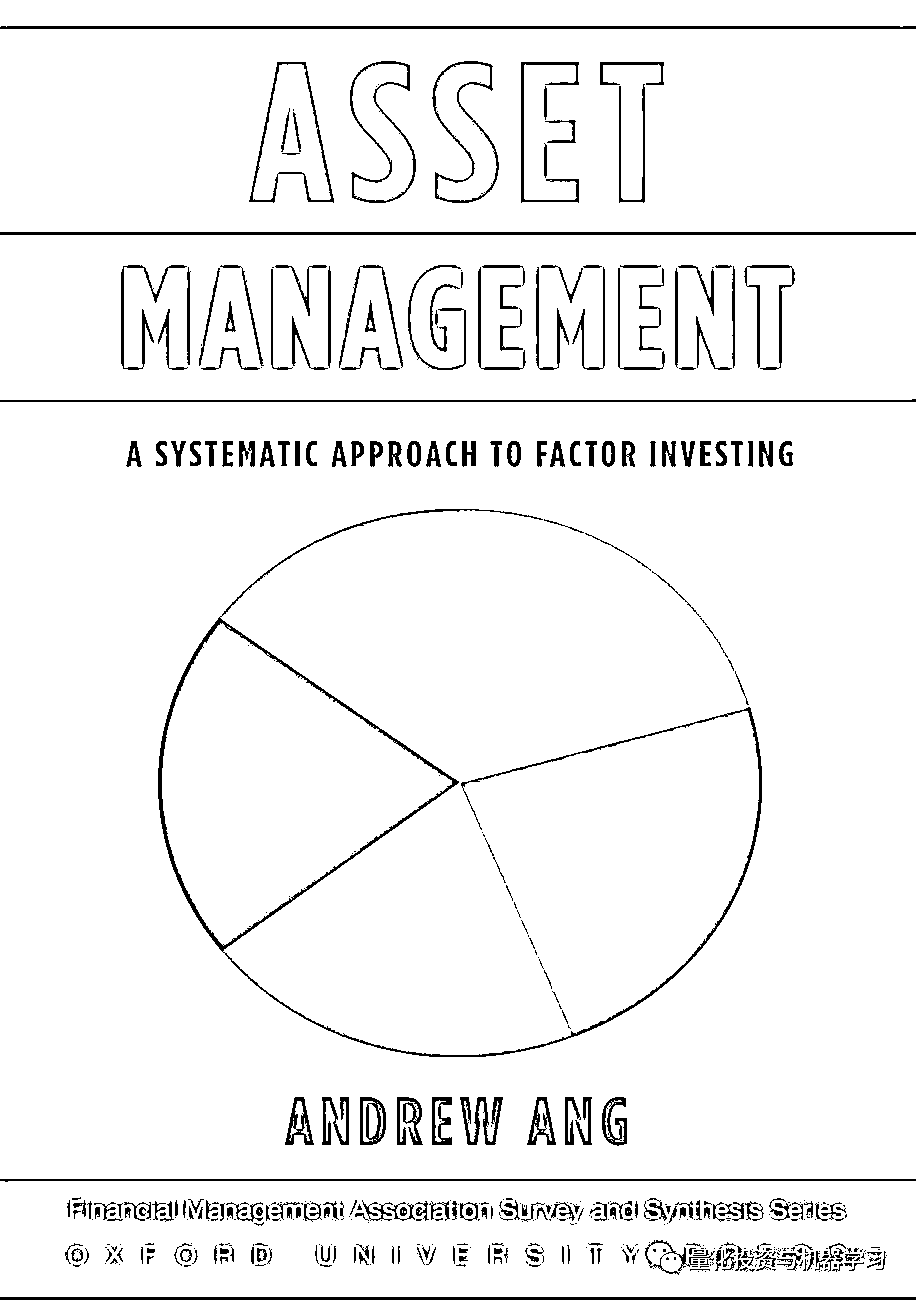 ASSET
MANAGEMENT
A SYSTEMATIC APPROACH TO FACTOR INVESTING
ANDREW ANG
Financial Management Association Survey and Synthesis Series
OXFORD UNIVERSITY 量化投资与机器学习